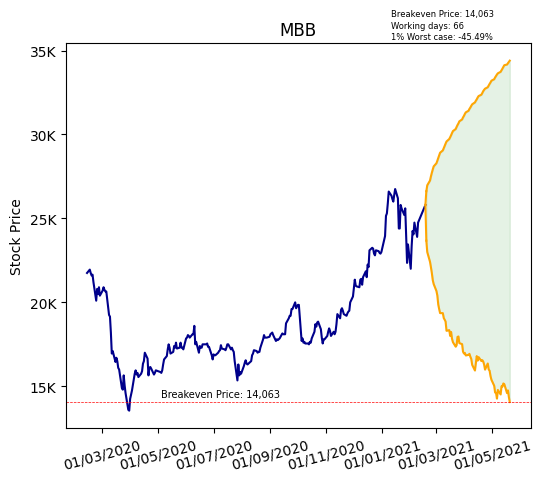 Breakeven Price: 14,063
Working days: 66
1% Worst case: -45.49%
MBB
35K
30K
25K
20K
15K
Stock Price
Breakeven Price: 14,063
01/03/2020
01/05/2020
01/07/2020
01/09/2020
01/11/2020
01/01/2021
01/03/2021
01/05/2021